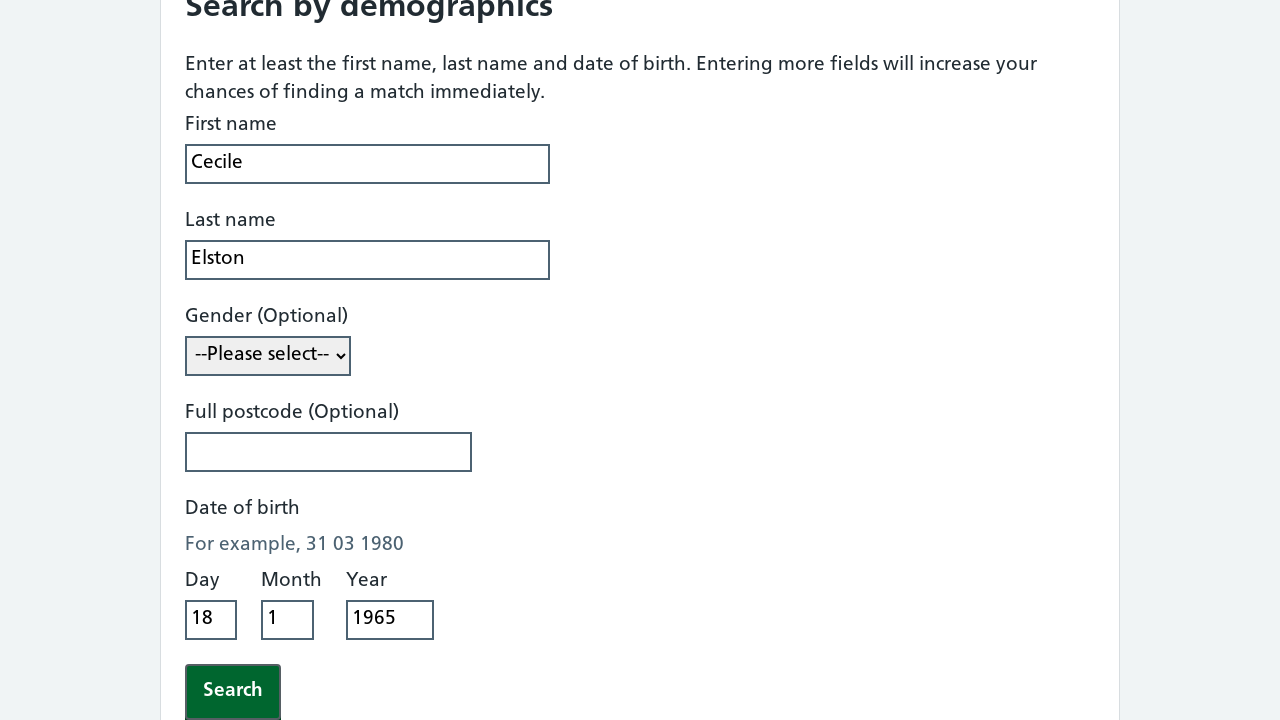 Search by demographics
Enter at least the first name, last name and date of birth. Entering more fields will increase your
chances of finding a match immediately.
First name
Cecile
Last name
Elston
Gender (Optional)
--Please select--
Full postcode (Optional)
Date of birth
For example, 31 03 1980
Day Month Year
18 1 1965
Search